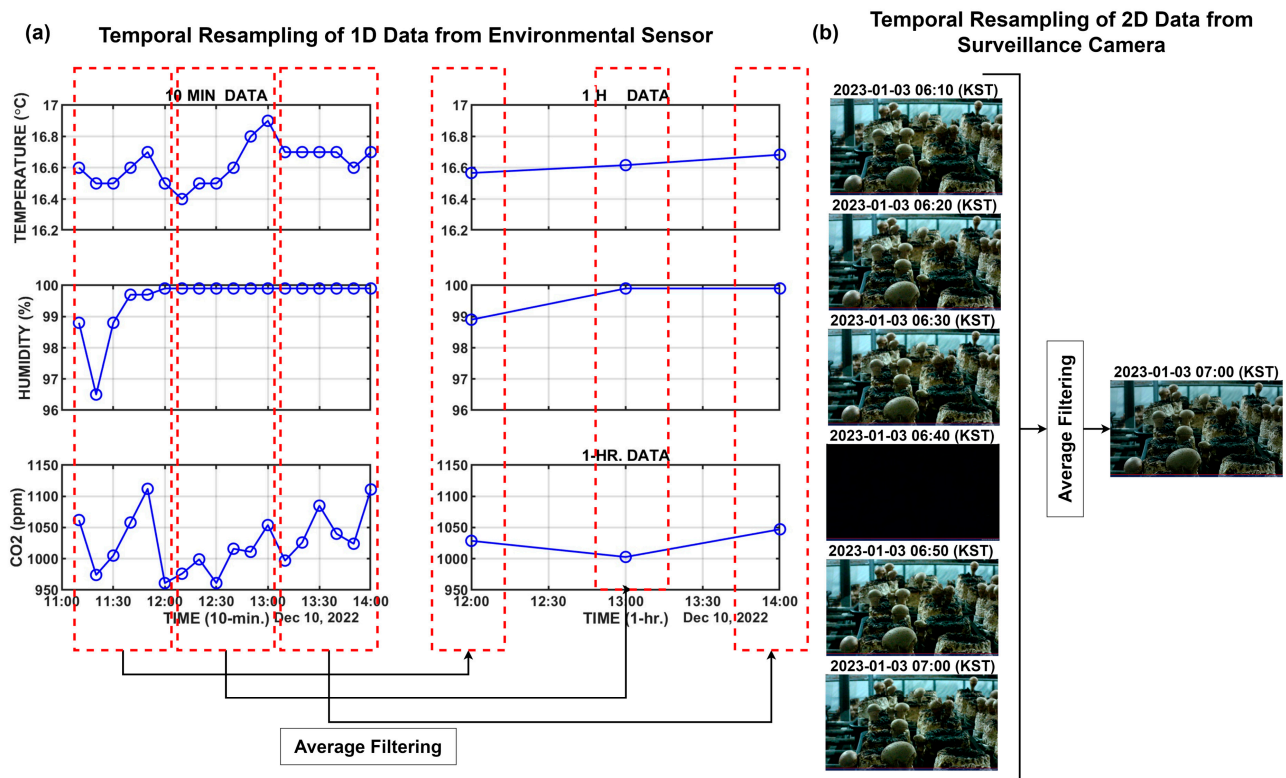 (a)
Temporal Resampling of 1D Data from Environmental Sensor
10 MIN DATA
TEMPERATURE (°C)
17
16.8
16.6
16.4
16.2
1 H DATA
17
16.8
16.6
16.4
16.2
HUMIDITY (%)
100
99
98
97
96
100
99
98
97
96
CO2 (ppm)
1150
1100
1050
1000
950
11:00 11:30 12:00 12:30 13:00 13:30 14:00
TIME (10-min.) Dec 10, 2022
1-HR. DATA
1150
1100
1050
1000
950
12:00 12:30 13:00 13:30 14:00
TIME (1-hr.) Dec 10, 2022
Average Filtering
(b)
Temporal Resampling of 2D Data from
Surveillance Camera
2023-01-03 06:10 (KST)
2023-01-03 06:20 (KST)
2023-01-03 06:30 (KST)
2023-01-03 06:40 (KST)
2023-01-03 06:50 (KST)
2023-01-03 07:00 (KST)
Average Filtering
2023-01-03 07:00 (KST)